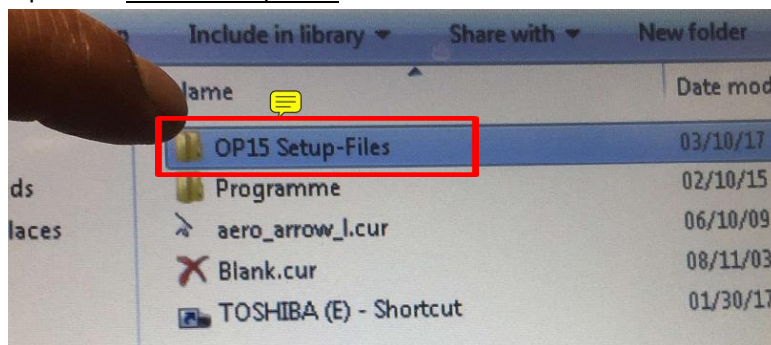 Include in library Share with New folder
Name Date mod
OP15 Setup-Files 03/10/17
Programme 02/10/15
aero_arrow_l.cur 06/10/09
Blank.cur 08/11/03
TOSHIBA (E) - Shortcut 01/30/17
ds
laces